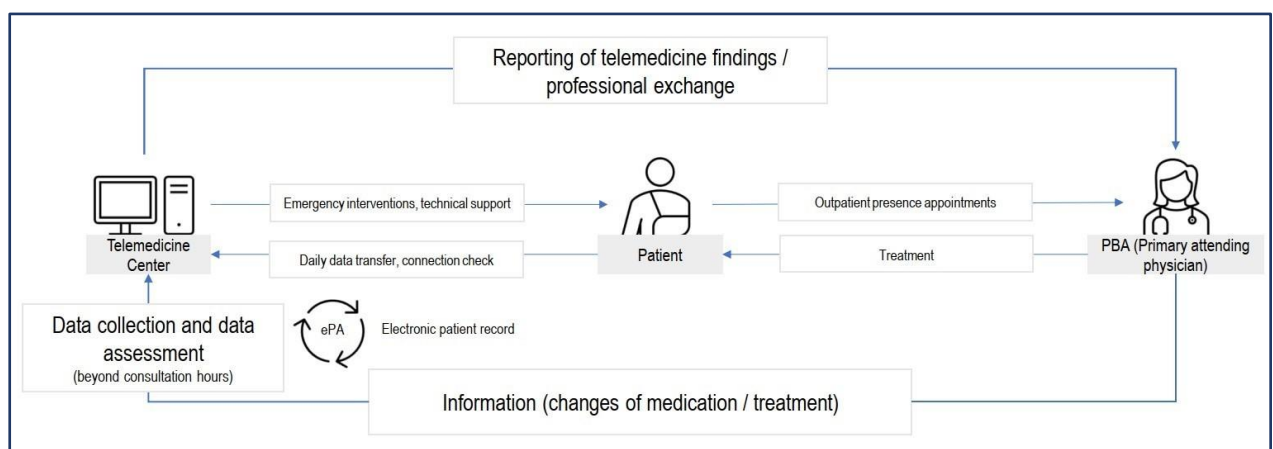 Reporting of telemedicine findings /
professional exchange
Emergency interventions, technical support
Outpatient presence appointments
Telemedicine
Center
Daily data transfer, connection check
Patient
Treatment
PBA (Primary attending
physician)
Data collection and data
assessment
(beyond consultation hours)
ePA
Electronic patient record
Information (changes of medication / treatment)